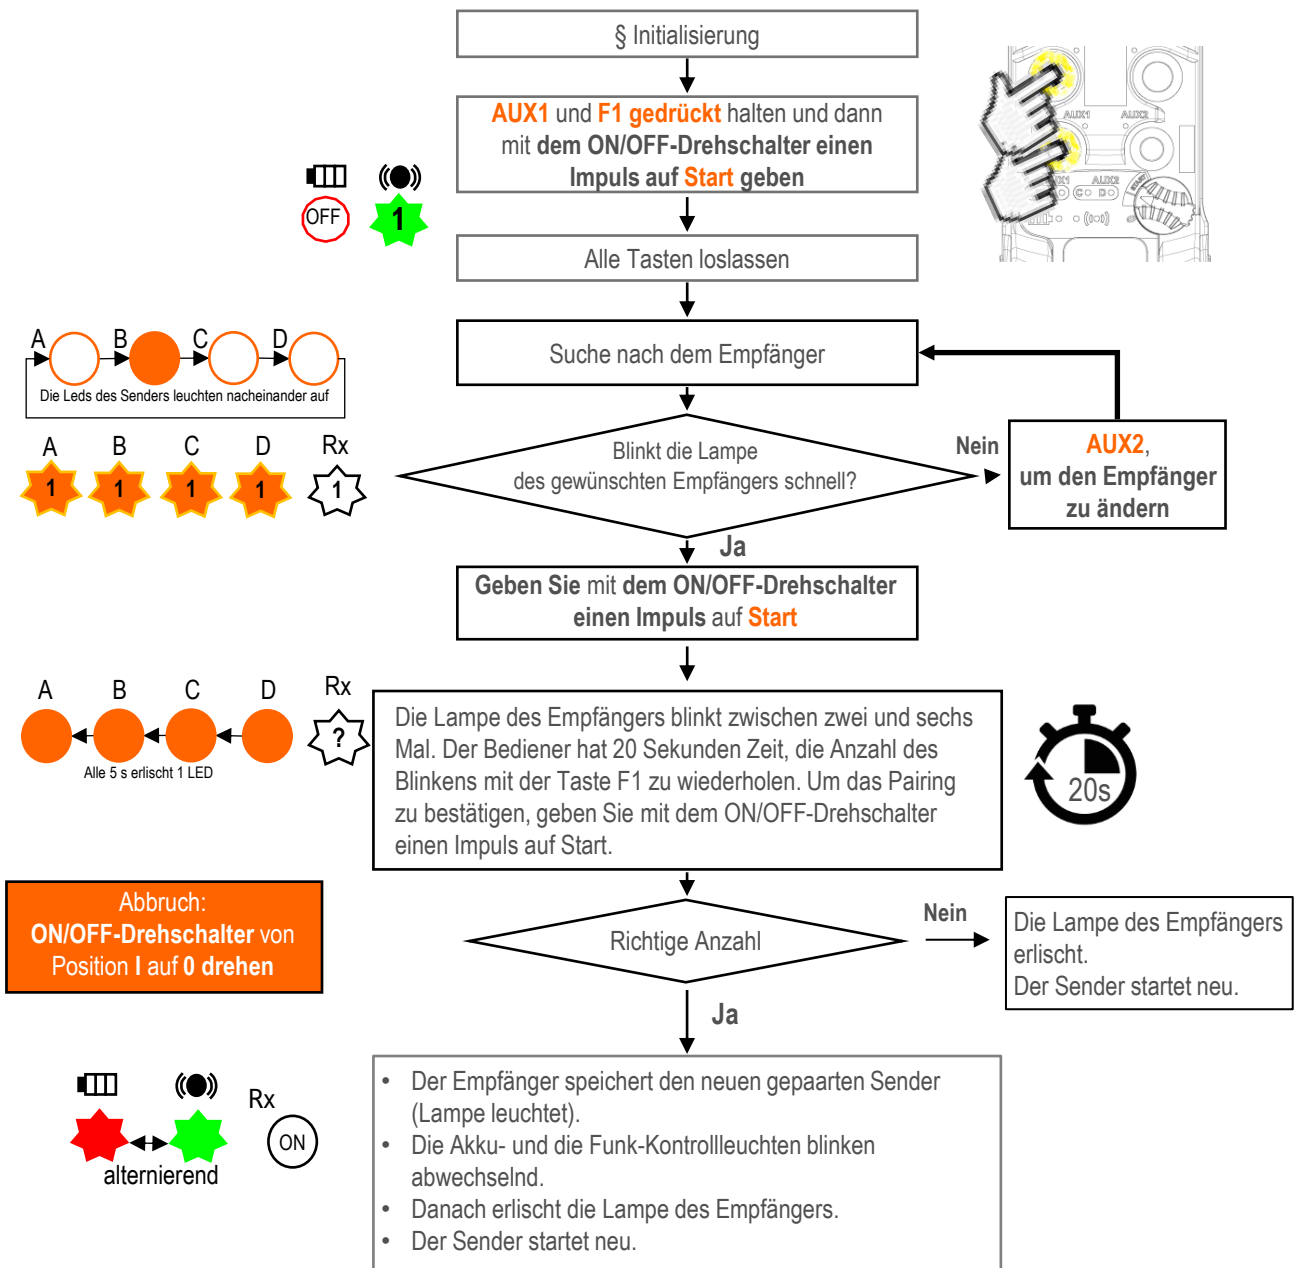 § Initialisierung
AUX1 und F1 gedrückt halten und dann
mit dem ON/OFF-Drehschalter einen
Impuls auf Start geben
OFF
1
AUX1 AUX2
AUX2
C D
START
Alle Tasten loslassen
A B C D
Die Leds des Senders leuchten nacheinander auf
Suche nach dem Empfänger
A B C D Rx
1 1 1 1 1
Blinkt die Lampe
des gewünschten Empfängers schnell?
Nein
AUX2,
um den Empfänger
zu ändern
Ja
Geben Sie mit dem ON/OFF-Drehschalter
einen Impuls auf Start
A B C D Rx
?
Alle 5 s erlischt 1 LED
Die Lampe des Empfängers blinkt zwischen zwei und sechs
Mal. Der Bediener hat 20 Sekunden Zeit, die Anzahl des
Blinkens mit der Taste F1 zu wiederholen. Um das Pairing
zu bestätigen, geben Sie mit dem ON/OFF-Drehschalter
einen Impuls auf Start.
20s
Abbruch:
ON/OFF-Drehschalter von
Position I auf 0 drehen
Richtige Anzahl
Nein
Die Lampe des Empfängers
erlischt.
Der Sender startet neu.
Ja
Rx
ON
alternierend
• Der Empfänger speichert den neuen gepaarten Sender
(Lampe leuchtet).
• Die Akku- und die Funk-Kontrollleuchten blinken
abwechselnd.
• Danach erlischt die Lampe des Empfängers.
• Der Sender startet neu.